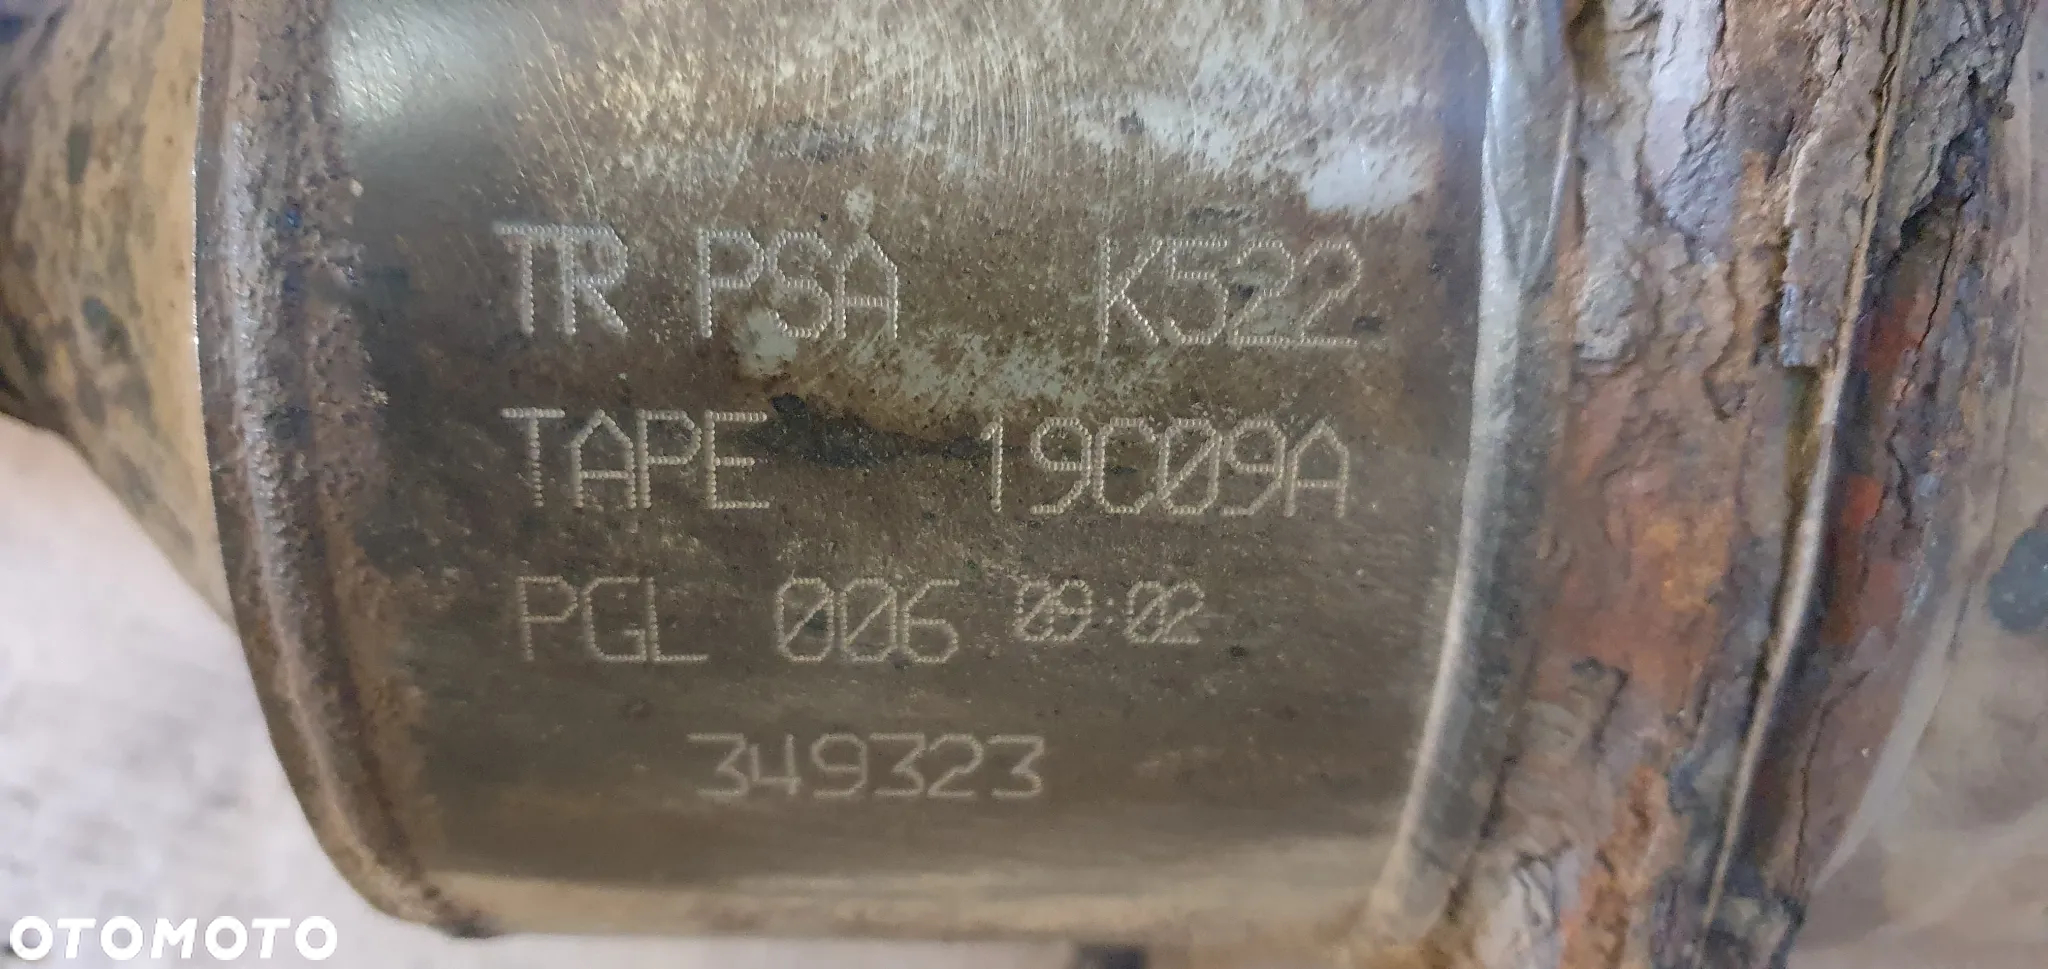 TR PSA K522
TAPE 19C09A
PGL 006 09:02
349323
OTOMOTO